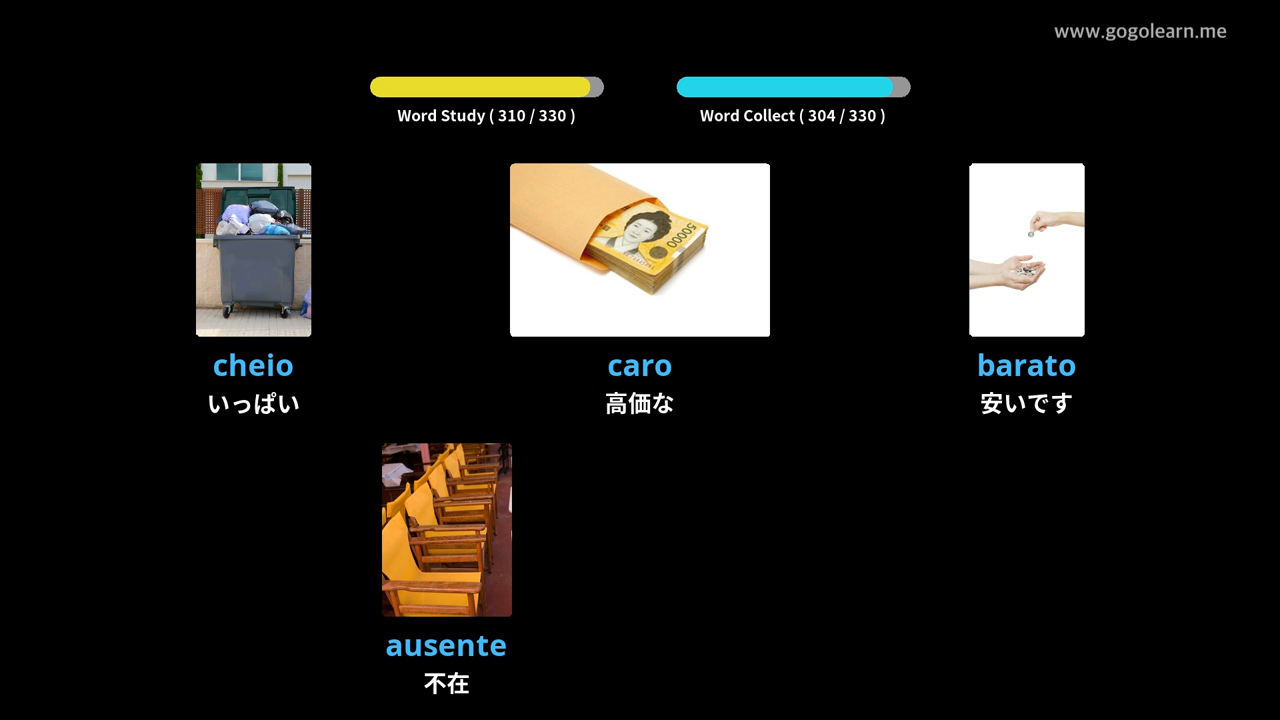 www.gogolearn.me
Word Study ( 310 / 330 )
Word Collect ( 304 / 330 )
50000
cheio
いっぱい
caro
高価な
barato
安いです
ausente
不在